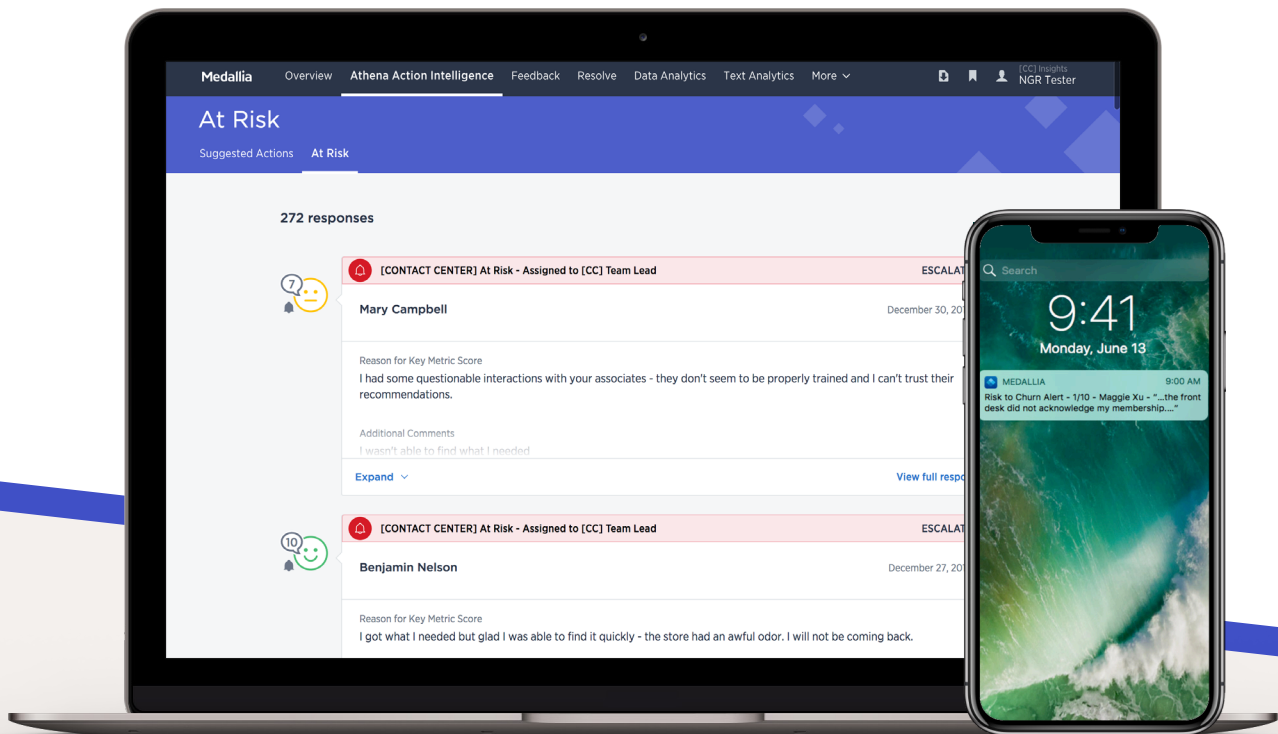 Medallia Overview Athena Action Intelligence Feedback Resolve Data Analytics Text Analytics More
[CC] Insights
NGR Tester
At Risk
Suggested Actions At Risk
272 responses
[CONTACT CENTER] At Risk - Assigned to [CC] Team Lead ESCALAT
7
Mary Campbell December 30, 20
Reason for Key Metric Score
I had some questionable interactions with your associates - they don't seem to be properly trained and I can't trust their
recommendations.
Additional Comments
I wasn't able to find what I needed
Expand View full respo
[CONTACT CENTER] At Risk - Assigned to [CC] Team Lead ESCALAT
10
Benjamin Nelson December 27, 20
Reason for Key Metric Score
I got what I needed but glad I was able to find it quickly - the store had an awful odor. I will not be coming back.
Search
9:41
Monday, June 13
MEDALLIA 9:00 AM
Risk to Churn Alert - 1/10 - Maggie Xu - “...the front
desk did not acknowledge my membership....“